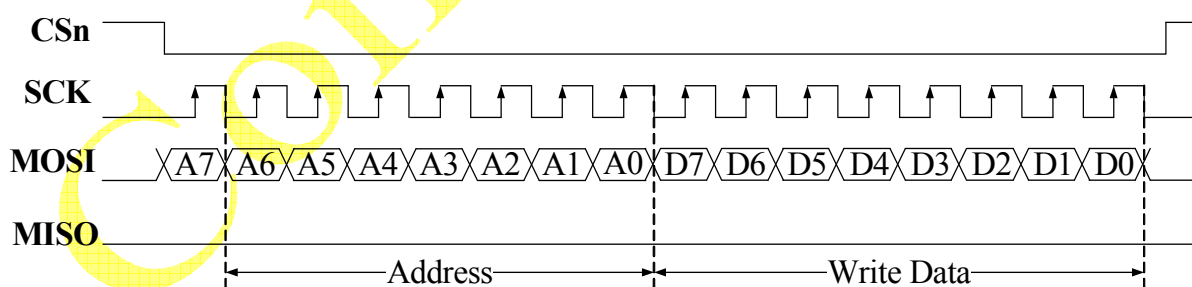 CSn
SCK
MOSI A7 A6 A5 A4 A3 A2 A1 A0 D7 D6 D5 D4 D3 D2 D1 D0
MISO
Address Write Data